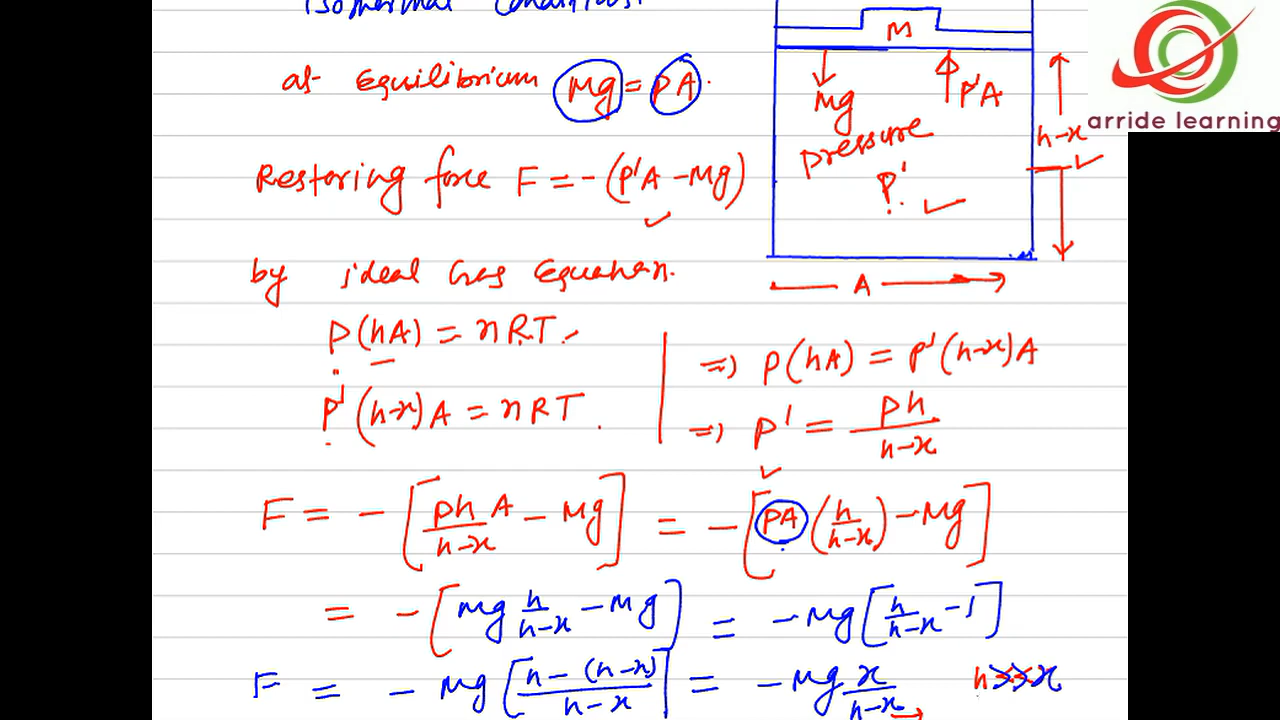 Isothermal Conditions.
at Equilibrium Mg = PA.
Restoring force F = -(P'A - Mg)
by ideal Gas Equation.
P(hA) = nRT.
P'(h-x)A = nRT.
=> P(hA) = P'(h-x)A
=> P' = Ph/(h-x)
F = -[Ph/(h-x) A - Mg] = -[PA (h/(h-x)) - Mg]
= -[Mg h/(h-x) - Mg] = -Mg[h/(h-x) - 1]
F = -Mg[(h-(h-x))/(h-x)] = -Mg x/(h-x)
h>>x
M
Mg
P'A
pressure
P'
h-x
A
arride learning